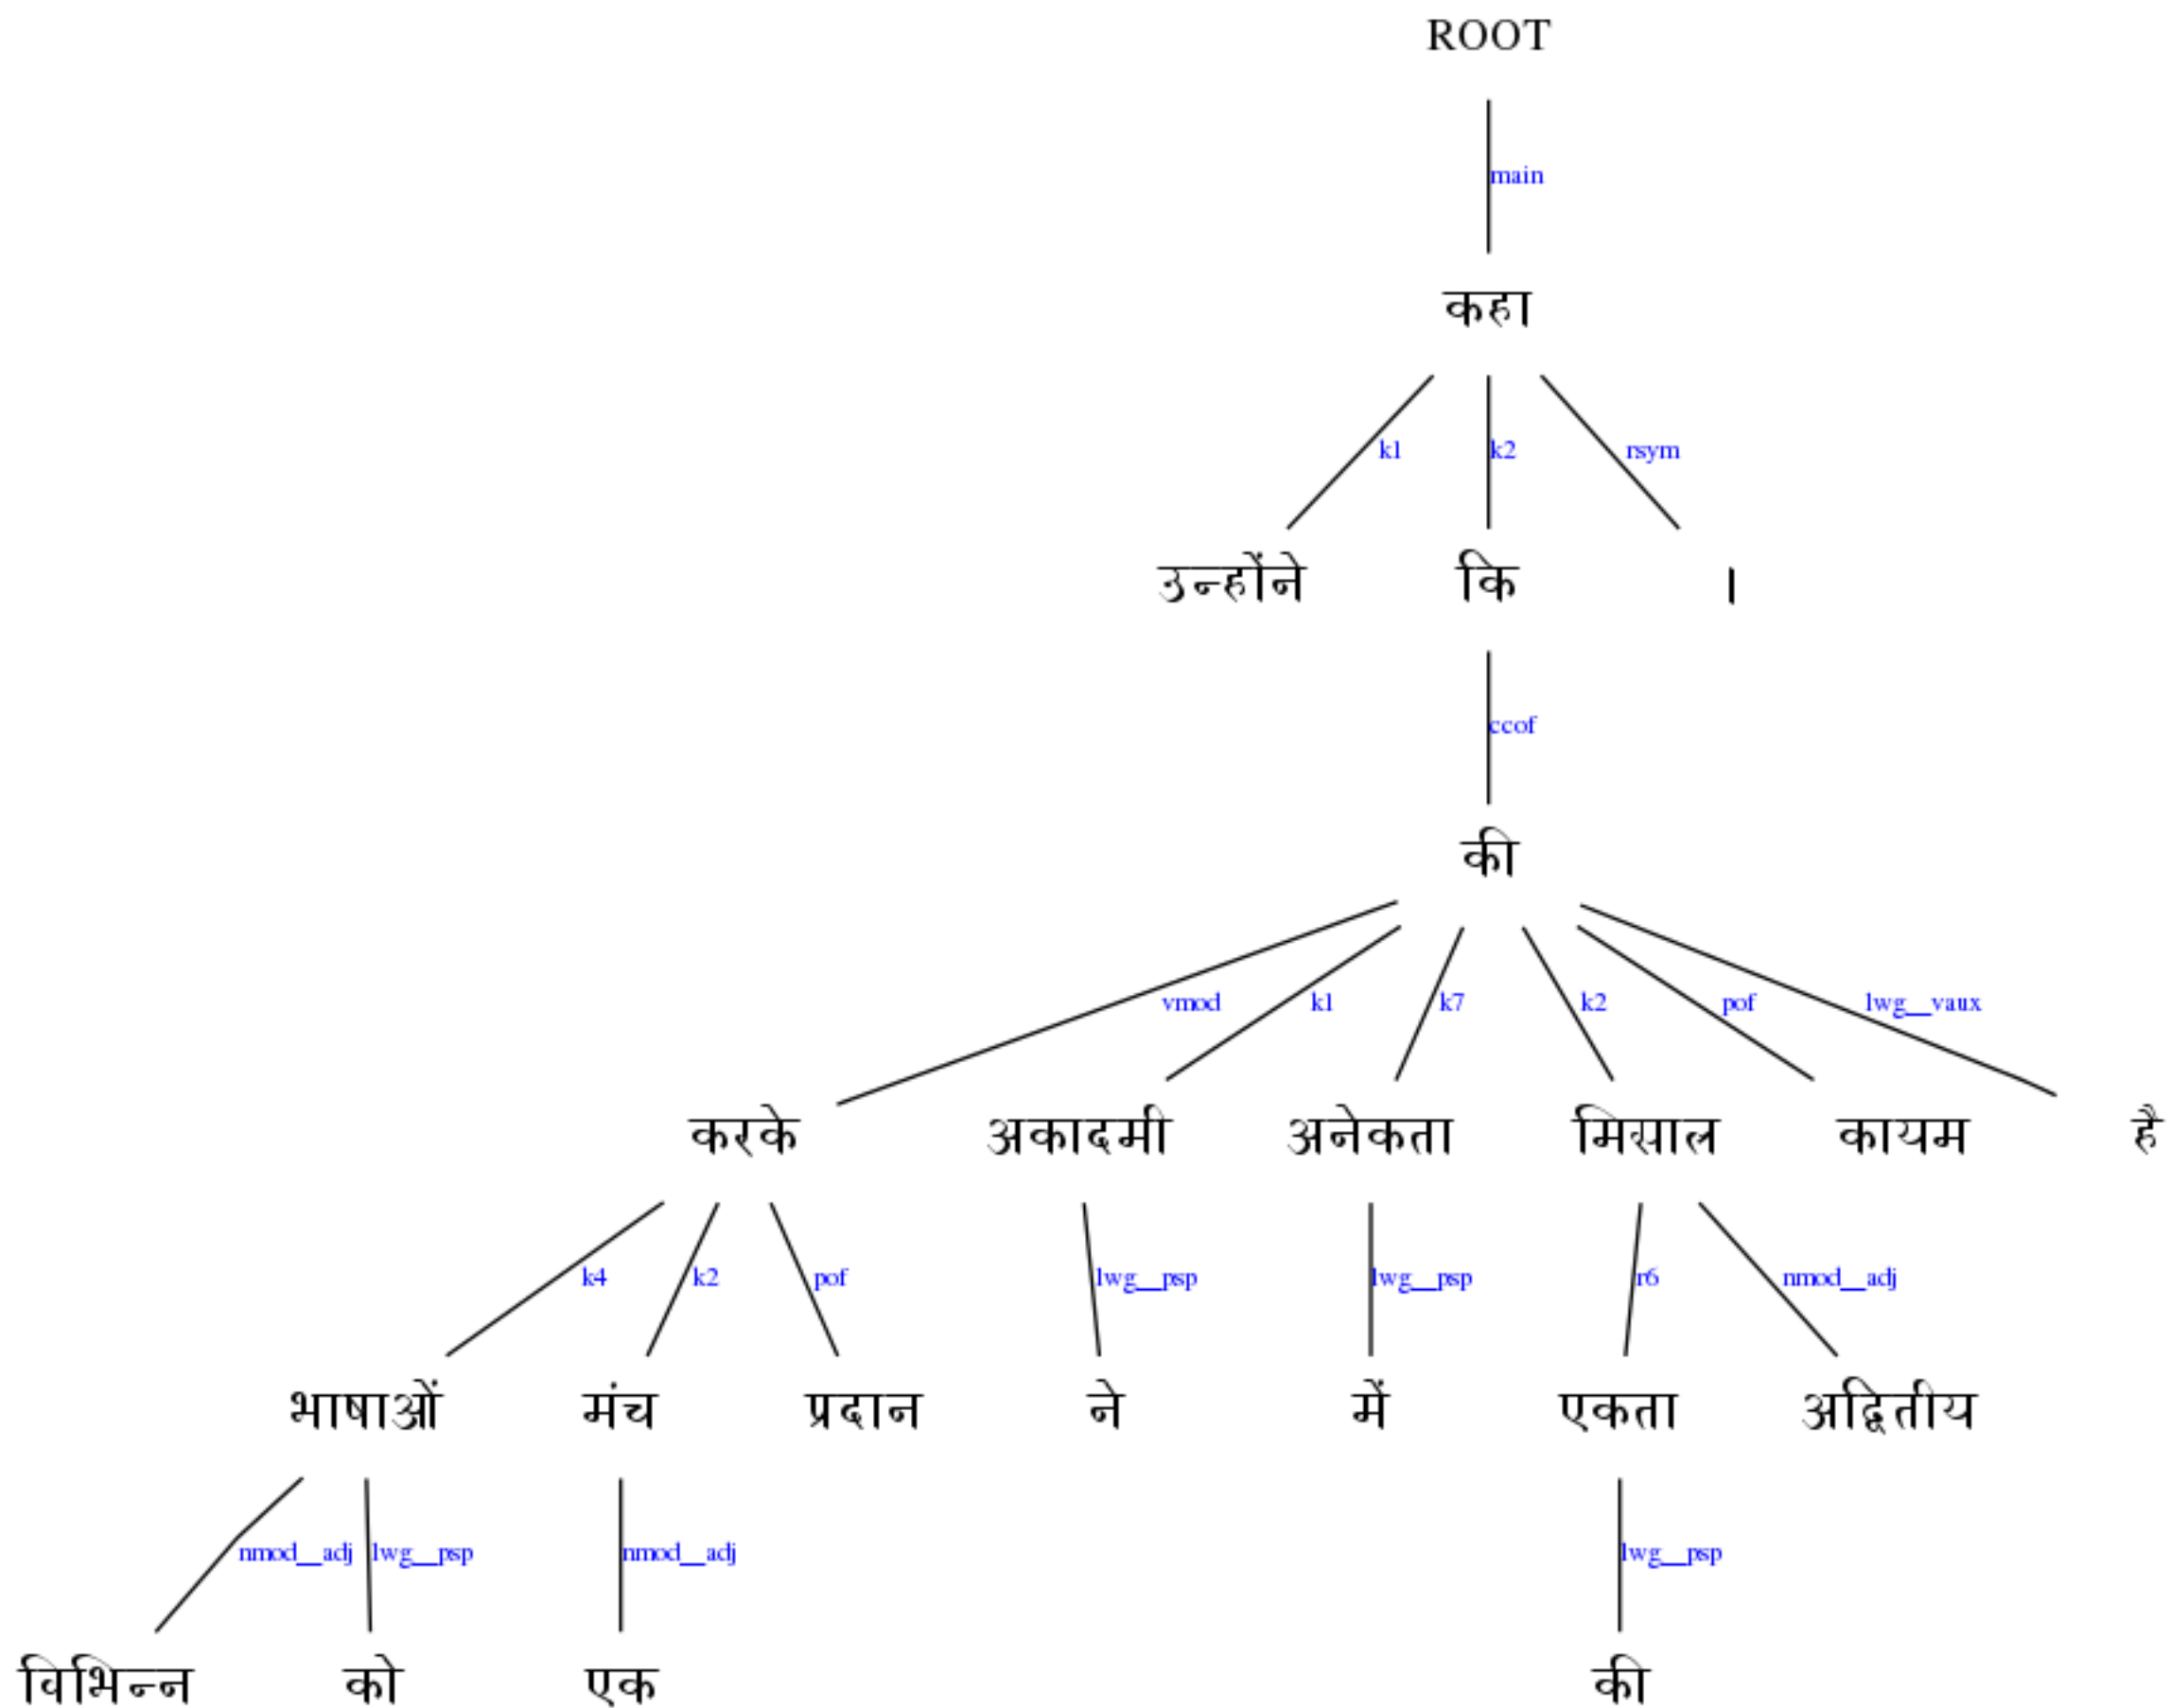 ROOT
main
कहा
k1 k2 rsym
उन्होंने कि ।
ccof
की
vmod k1 k7 k2 pof lwg__vaux
करके अकादमी अनेकता मिसाल कायम है
k4 k2 pof lwg__psp lwg__psp r6 nmod__adj
भाषाओं मंच प्रदान ने में एकता अद्वितीय
nmod__adj lwg__psp nmod__adj lwg__psp
विभिन्न को एक की